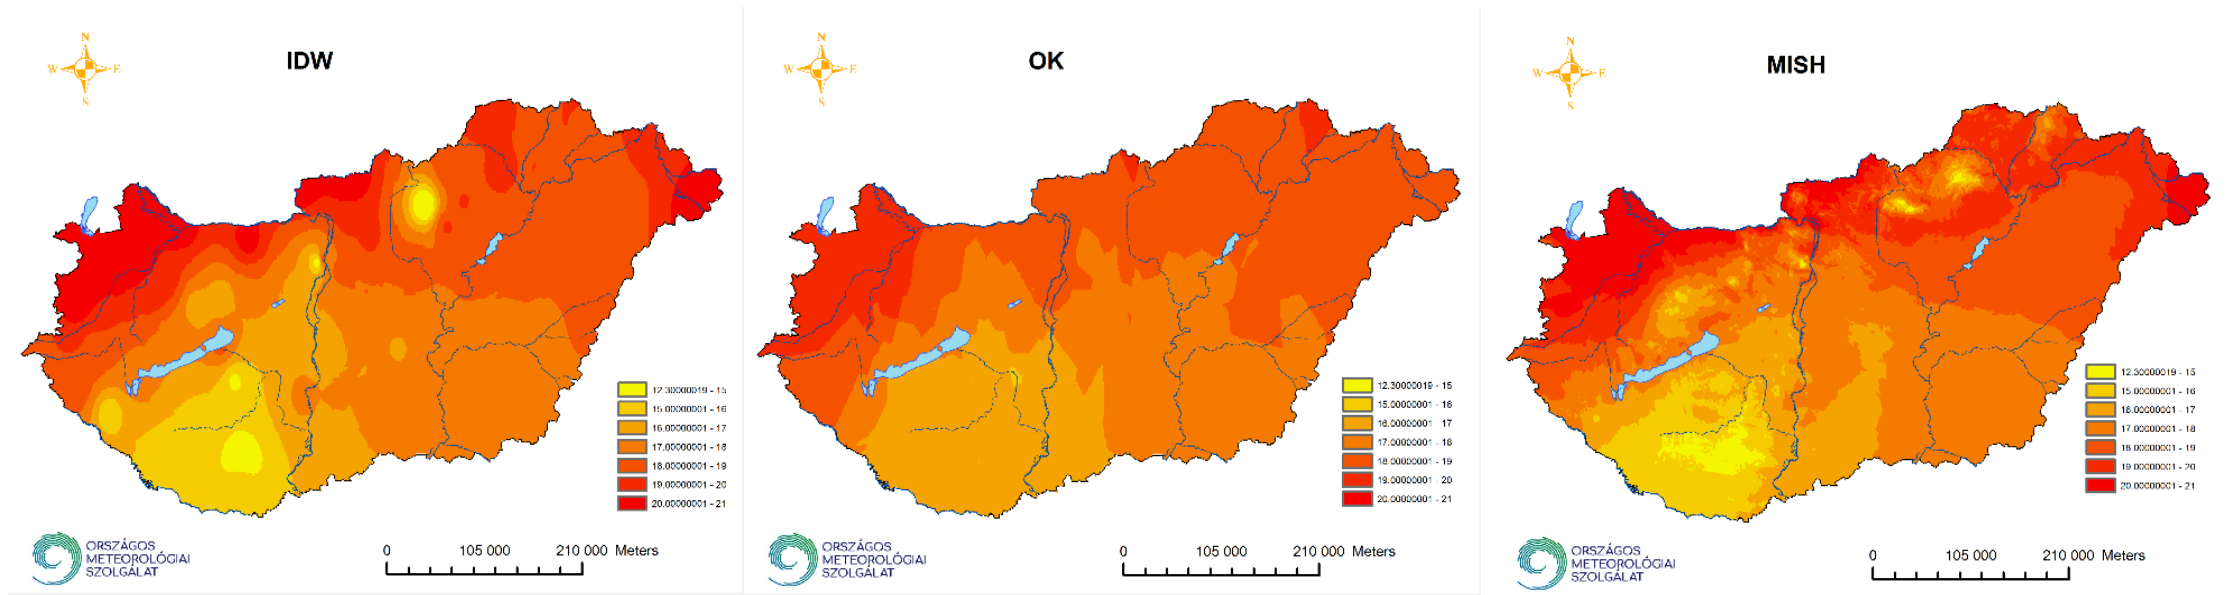 IDW
N
W E
S
12.30000019 - 15
15.00000001 - 16
16.00000001 - 17
17.00000001 - 18
18.00000001 - 19
19.00000001 - 20
20.00000001 - 21
ORSZÁGOS
METEOROLÓGIAI
SZOLGÁLAT
0 105 000 210 000 Meters
OK
N
W E
S
12.30000019 - 15
15.00000001 - 16
16.00000001 - 17
17.00000001 - 18
18.00000001 - 19
19.00000001 - 20
20.00000001 - 21
ORSZÁGOS
METEOROLÓGIAI
SZOLGÁLAT
0 105 000 210 000 Meters
MISH
N
W E
S
12.30000019 - 15
15.00000001 - 16
16.00000001 - 17
17.00000001 - 18
18.00000001 - 19
19.00000001 - 20
20.00000001 - 21
ORSZÁGOS
METEOROLÓGIAI
SZOLGÁLAT
0 105 000 210 000 Meters